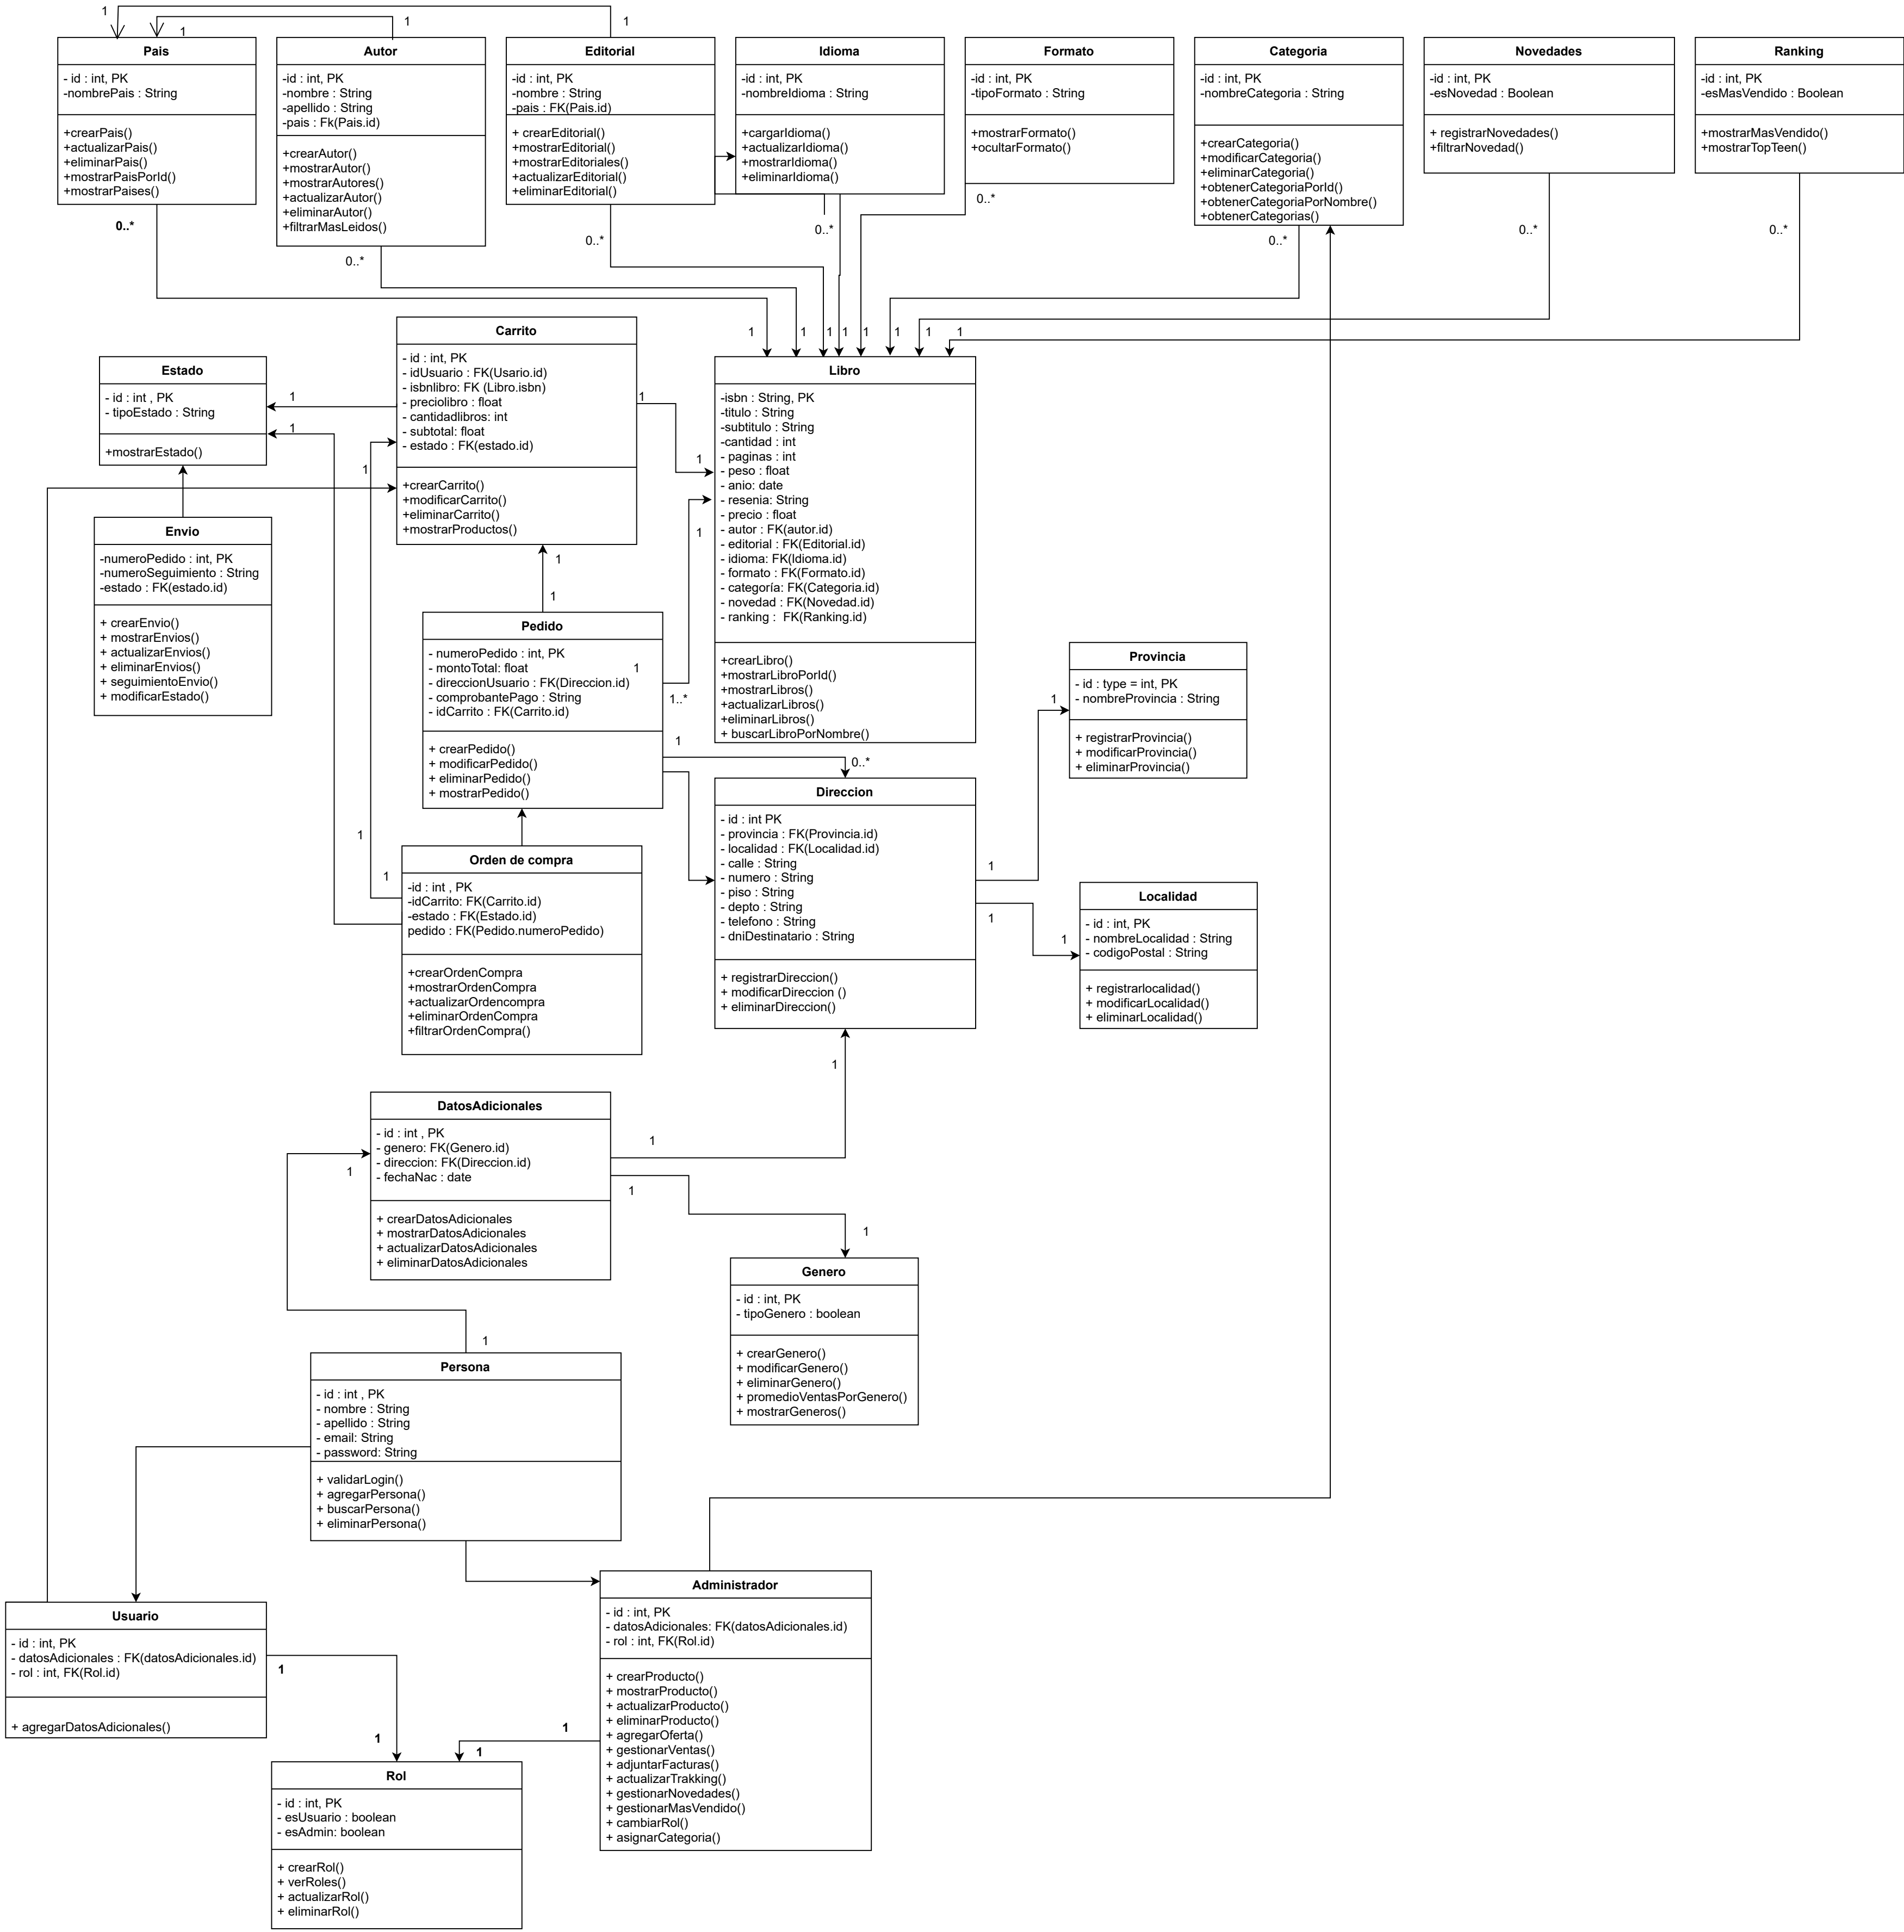 1
1
1
1
Pais
- id : int, PK
-nombrePais : String
+crearPais()
+actualizarPais()
+eliminarPais()
+mostrarPaisPorId()
+mostrarPaises()
0..*
Autor
-id : int, PK
-nombre : String
-apellido : String
-pais : Fk(Pais.id)
+crearAutor()
+mostrarAutor()
+mostrarAutores()
+actualizarAutor()
+eliminarAutor()
+filtrarMasLeidos()
0..*
Editorial
-id : int, PK
-nombre : String
-pais : FK(Pais.id)
+ crearEditorial()
+mostrarEditorial()
+mostrarEditoriales()
+actualizarEditorial()
+eliminarEditorial()
0..*
Idioma
-id : int, PK
-nombreIdioma : String
+cargarIdioma()
+actualizarIdioma()
+mostrarIdioma()
+eliminarIdioma()
0..*
Formato
-id : int, PK
-tipoFormato : String
+mostrarFormato()
+ocultarFormato()
0..*
Categoria
-id : int, PK
-nombreCategoria : String
+crearCategoria()
+modificarCategoria()
+eliminarCategoria()
+obtenerCategoriaPorId()
+obtenerCategoriaPorNombre()
+obtenerCategorias()
0..*
Novedades
-id : int, PK
-esNovedad : Boolean
+ registrarNovedades()
+filtrarNovedad()
0..*
Ranking
-id : int, PK
-esMasVendido : Boolean
+mostrarMasVendido()
+mostrarTopTeen()
0..*
1
1
1
1
1
1
1
1
Estado
- id : int , PK
- tipoEstado : String
+mostrarEstado()
1
1
Carrito
- id : int, PK
- idUsuario : FK(Usario.id)
- isbnlibro: FK (Libro.isbn)
- preciolibro : float
- cantidadlibros: int
- subtotal: float
- estado : FK(estado.id)
+crearCarrito()
+modificarCarrito()
+eliminarCarrito()
+mostrarProductos()
1
1
1
1
1
1
Libro
-isbn : String, PK
-titulo : String
-subtitulo : String
-cantidad : int
- paginas : int
- peso : float
- anio: date
- resenia: String
- precio : float
- autor : FK(autor.id)
- editorial : FK(Editorial.id)
- idioma: FK(Idioma.id)
- formato : FK(Formato.id)
- categoría: FK(Categoria.id)
- novedad : FK(Novedad.id)
- ranking :  FK(Ranking.id)
+crearLibro()
+mostrarLibroPorId()
+mostrarLibros()
+actualizarLibros()
+eliminarLibros()
+ buscarLibroPorNombre()
Envio
-numeroPedido : int, PK
-numeroSeguimiento : String
-estado : FK(estado.id)
+ crearEnvio()
+ mostrarEnvios()
+ actualizarEnvios()
+ eliminarEnvios()
+ seguimientoEnvio()
+ modificarEstado()
Pedido
- numeroPedido : int, PK
- montoTotal: float
1
- direccionUsuario : FK(Direccion.id)
- comprobantePago : String
- idCarrito : FK(Carrito.id)
+ crearPedido()
+ modificarPedido()
+ eliminarPedido()
+ mostrarPedido()
1..*
1
0..*
Provincia
- id : type = int, PK
- nombreProvincia : String
+ registrarProvincia()
+ modificarProvincia()
+ eliminarProvincia()
1
Direccion
- id : int PK
- provincia : FK(Provincia.id)
- localidad : FK(Localidad.id)
- calle : String
- numero : String
- piso : String
- depto : String
- telefono : String
- dniDestinatario : String
+ registrarDireccion()
+ modificarDireccion ()
+ eliminarDireccion()
1
1
1
1
Localidad
- id : int, PK
- nombreLocalidad : String
- codigoPostal : String
+ registrarlocalidad()
+ modificarLocalidad()
+ eliminarLocalidad()
1
1
Orden de compra
-id : int , PK
-idCarrito: FK(Carrito.id)
-estado : FK(Estado.id)
pedido : FK(Pedido.numeroPedido)
+crearOrdenCompra
+mostrarOrdenCompra
+actualizarOrdencompra
+eliminarOrdenCompra
+filtrarOrdenCompra()
DatosAdicionales
- id : int , PK
- genero: FK(Genero.id)
- direccion: FK(Direccion.id)
- fechaNac : date
+ crearDatosAdicionales
+ mostrarDatosAdicionales
+ actualizarDatosAdicionales
+ eliminarDatosAdicionales
1
1
1
1
Genero
- id : int, PK
- tipoGenero : boolean
+ crearGenero()
+ modificarGenero()
+ eliminarGenero()
+ promedioVentasPorGenero()
+ mostrarGeneros()
1
Persona
- id : int , PK
- nombre : String
- apellido : String
- email: String
- password: String
+ validarLogin()
+ agregarPersona()
+ buscarPersona()
+ eliminarPersona()
Usuario
- id : int, PK
- datosAdicionales : FK(datosAdicionales.id)
- rol : int, FK(Rol.id)
+ agregarDatosAdicionales()
1
1
Administrador
- id : int, PK
- datosAdicionales: FK(datosAdicionales.id)
- rol : int, FK(Rol.id)
+ crearProducto()
+ mostrarProducto()
+ actualizarProducto()
+ eliminarProducto()
+ agregarOferta()
+ gestionarVentas()
+ adjuntarFacturas()
+ actualizarTrakking()
+ gestionarNovedades()
+ gestionarMasVendido()
+ cambiarRol()
+ asignarCategoria()
1
1
Rol
- id : int, PK
- esUsuario : boolean
- esAdmin: boolean
+ crearRol()
+ verRoles()
+ actualizarRol()
+ eliminarRol()